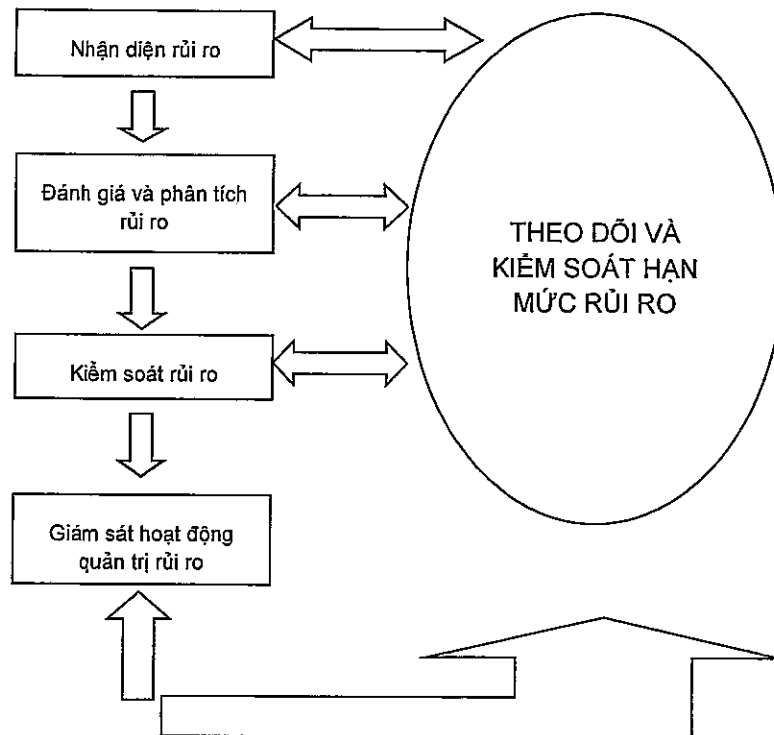 Nhận diện rủi ro
Đánh giá và phân tích
rủi ro
Kiểm soát rủi ro
Giám sát hoạt động
quản trị rủi ro
THEO DÕI VÀ
KIỂM SOÁT HẠN
MỨC RỦI RO